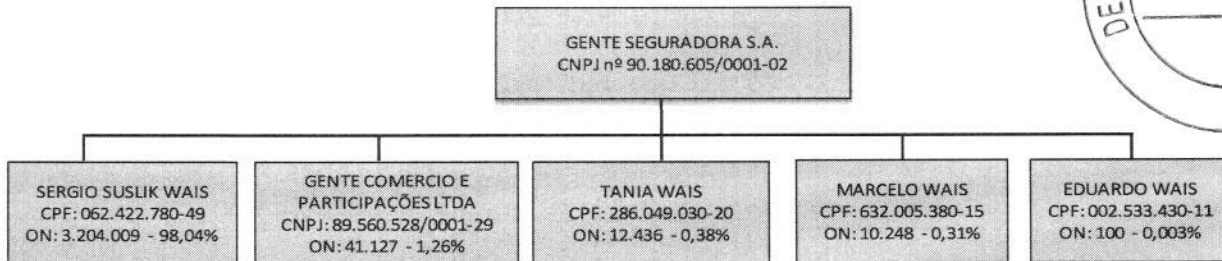 DE
GENTE SEGURADORA S.A.
CNPJ nº 90.180.605/0001-02
SERGIO SUSLIK WAIS
CPF: 062.422.780-49
ON: 3.204.009 - 98,04%
GENTE COMERCIO E
PARTICIPAÇÕES LTDA
CNPJ: 89.560.528/0001-29
ON: 41.127 - 1,26%
TANIA WAIS
CPF: 286.049.030-20
ON: 12.436 - 0,38%
MARCELO WAIS
CPF: 632.005.380-15
ON: 10.248 - 0,31%
EDUARDO WAIS
CPF: 002.533.430-11
ON: 100 - 0,003%